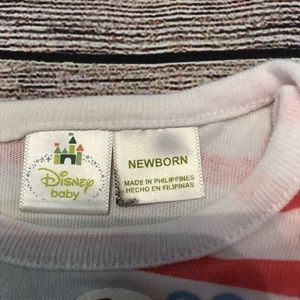 Disney
baby
NEWBORN
MADE IN PHILIPPINES
HECHO EN FILIPINAS